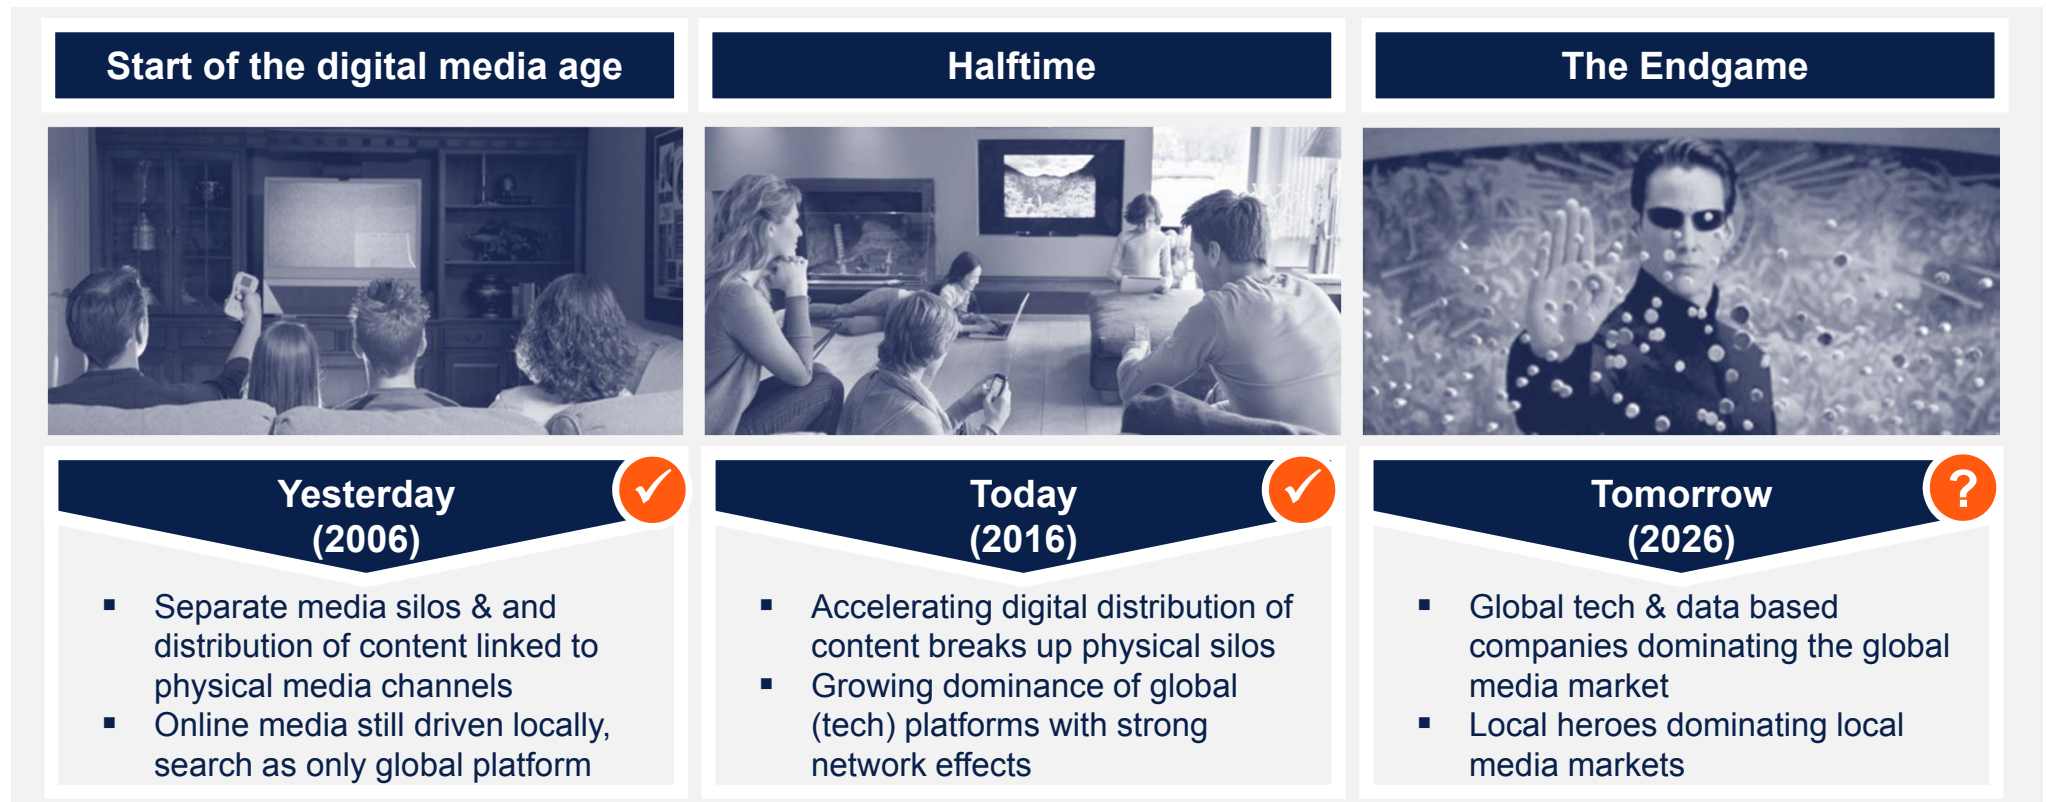 Start of the digital media age
Halftime
The Endgame
Yesterday
(2006)
▪ Separate media silos & and
distribution of content linked to
physical media channels
▪ Online media still driven locally,
search as only global platform
Today
(2016)
▪ Accelerating digital distribution of
content breaks up physical silos
▪ Growing dominance of global
(tech) platforms with strong
network effects
?
Tomorrow
(2026)
▪ Global tech & data based
companies dominating the global
media market
▪ Local heroes dominating local
media markets